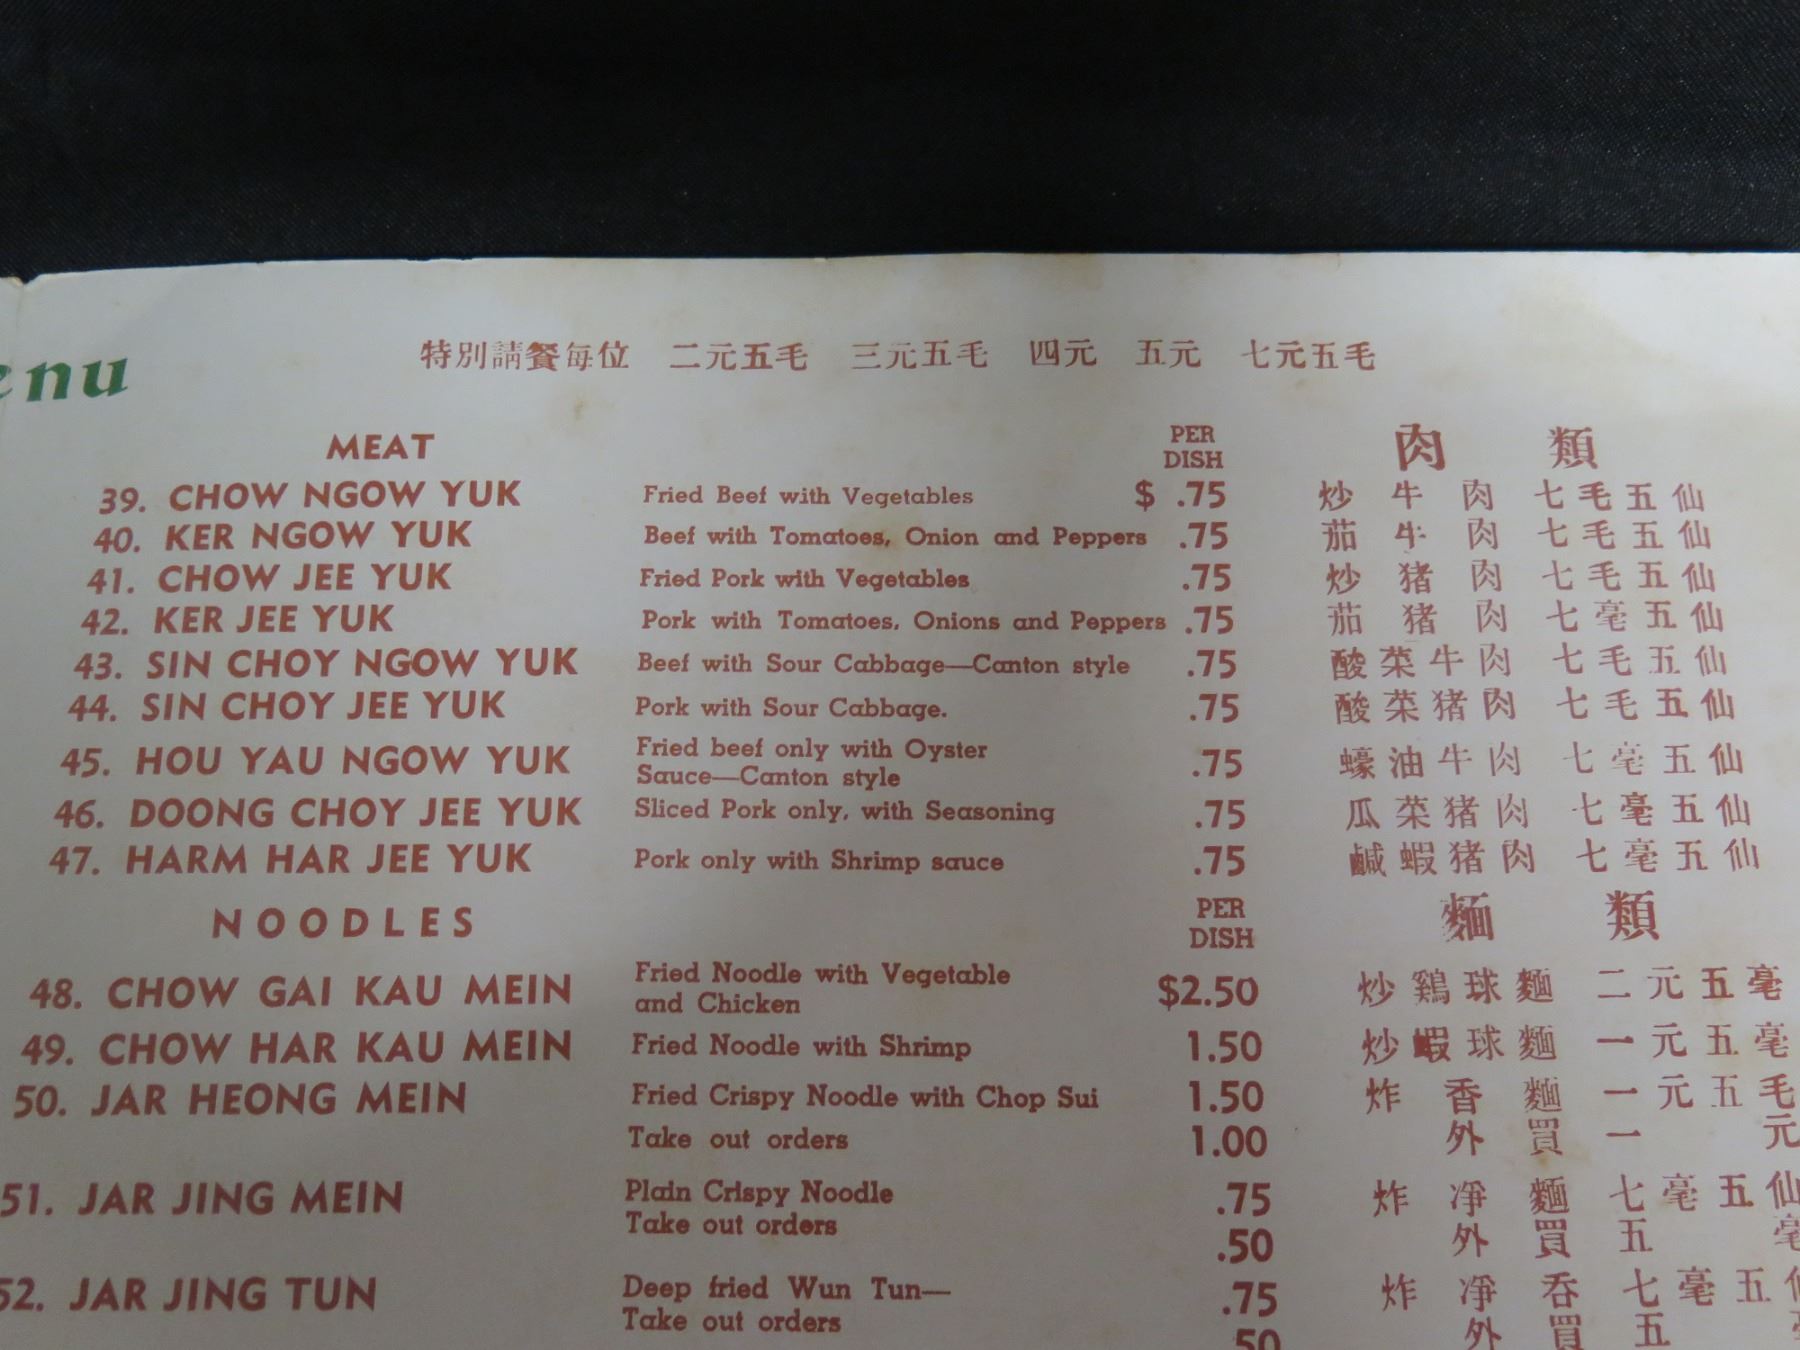 enu
特別請餐每位 二元五毛 三元五毛 四元 五元 七元五毛
MEAT PER DISH 肉 類
39. CHOW NGOW YUK Fried Beef with Vegetables $ .75 炒牛肉 七毛五仙
40. KER NGOW YUK Beef with Tomatoes, Onion and Peppers .75 茄牛肉 七毛五仙
41. CHOW JEE YUK Fried Pork with Vegetables .75 炒猪肉 七毛五仙
42. KER JEE YUK Pork with Tomatoes, Onions and Peppers .75 茄猪肉 七毫五仙
43. SIN CHOY NGOW YUK Beef with Sour Cabbage—Canton style .75 酸菜牛肉 七毛五仙
44. SIN CHOY JEE YUK Pork with Sour Cabbage. .75 酸菜猪肉 七毛五仙
45. HOU YAU NGOW YUK Fried beef only with Oyster
Sauce—Canton style .75 蠔油牛肉 七毫五仙
46. DOONG CHOY JEE YUK Sliced Pork only, with Seasoning .75 瓜菜猪肉 七毫五仙
47. HARM HAR JEE YUK Pork only with Shrimp sauce .75 鹹蝦猪肉 七毫五仙
NOODLES PER DISH 麵 類
48. CHOW GAI KAU MEIN Fried Noodle with Vegetable
and Chicken $2.50 炒鷄球麵 二元五毫
49. CHOW HAR KAU MEIN Fried Noodle with Shrimp 1.50 炒蝦球麵 一元五毫
50. JAR HEONG MEIN Fried Crispy Noodle with Chop Sui 1.50 炸香麵 一元五毛
Take out orders 1.00 外買 一元
51. JAR JING MEIN Plain Crispy Noodle .75 炸凈麵 七毫五仙
Take out orders .50 外買 五毫
52. JAR JING TUN Deep fried Wun Tun— .75 炸凈呑 七毫五
Take out orders .50 外買 五